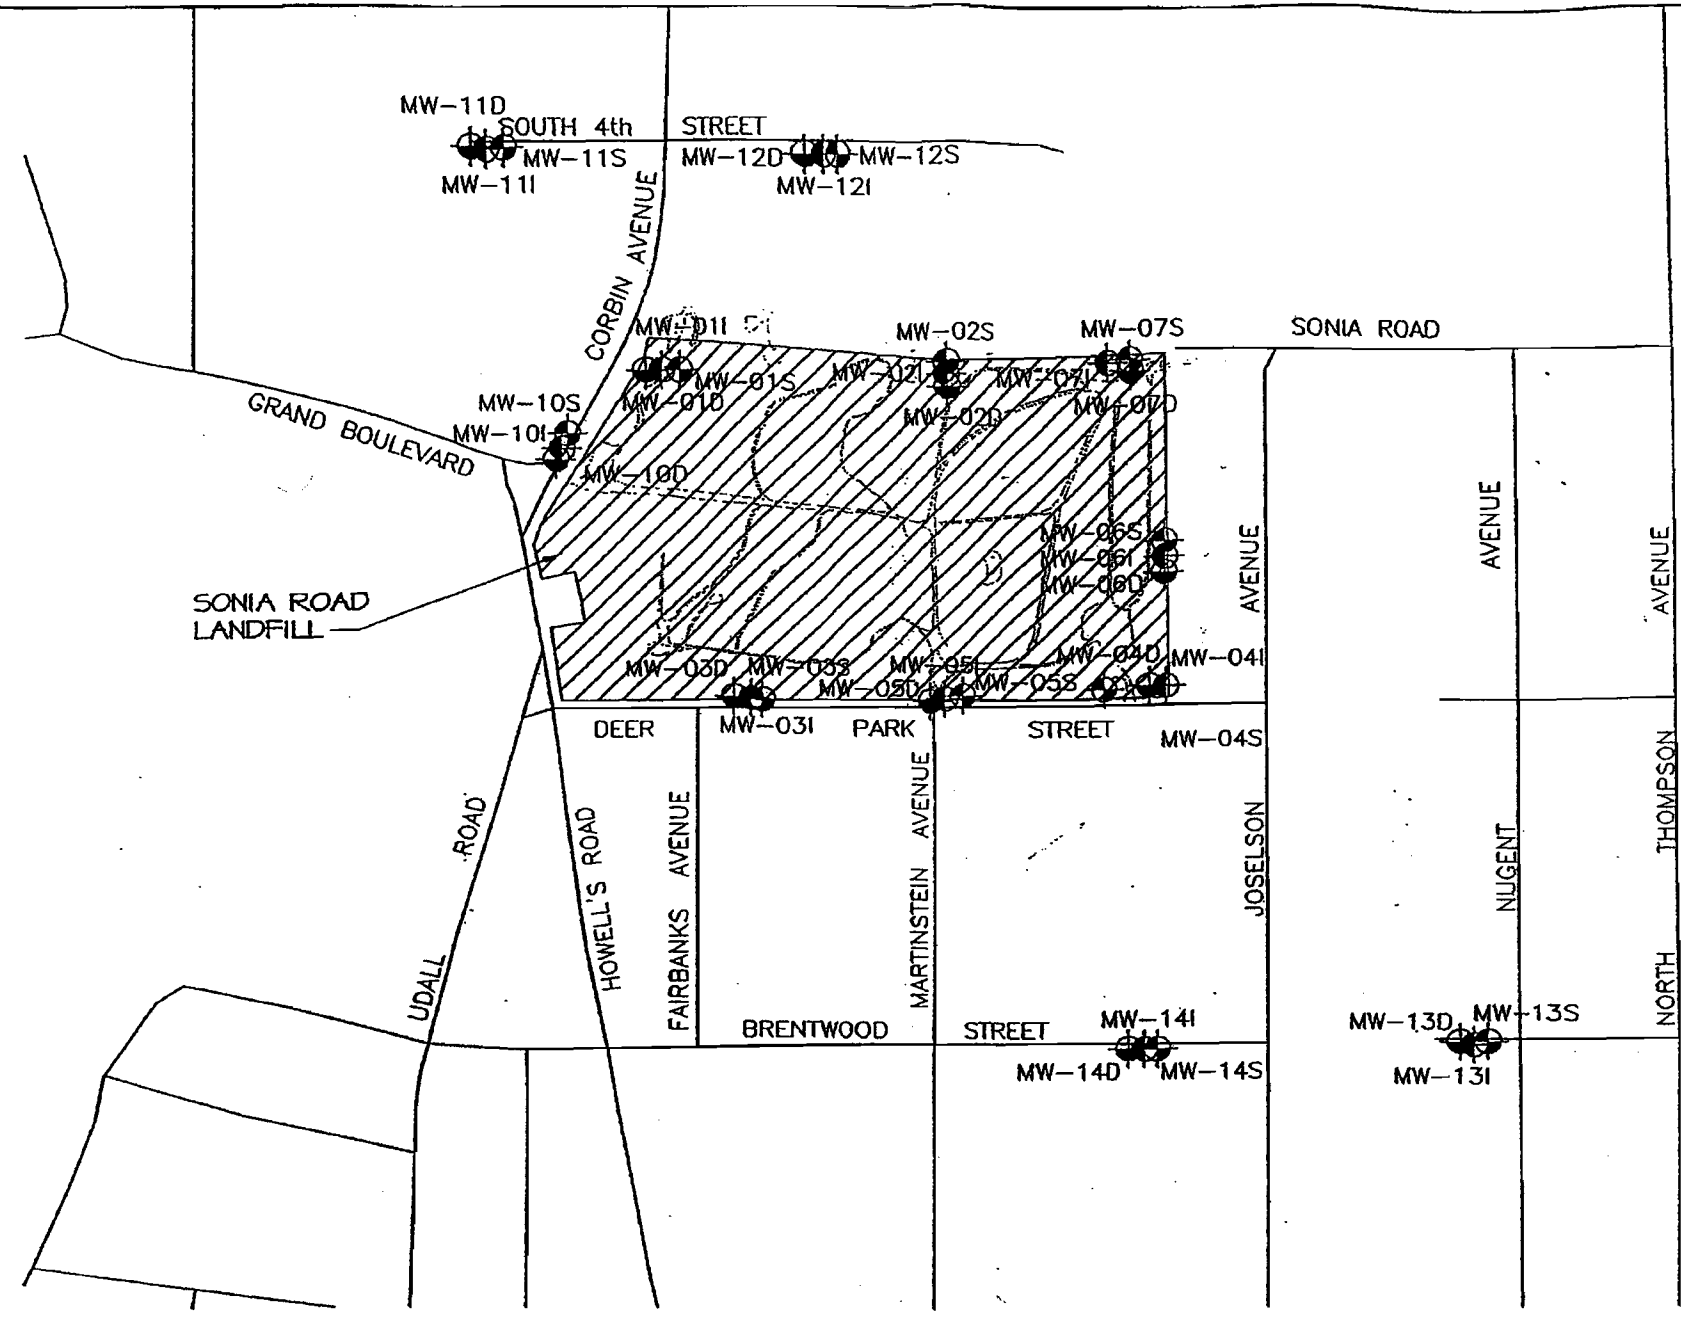 MW-11D
SOUTH 4th STREET
MW-11S
MW-12D
MW-12S
MW-11I
MW-12I
CORBIN AVENUE
MW-01I
MW-02S
MW-07S
SONIA ROAD
MW-01S
MW-02I
MW-07I
MW-01D
MW-02D
MW-07D
MW-10S
MW-10I
GRAND BOULEVARD
MW-10D
MW-06S
MW-06I
MW-06D
SONIA ROAD
LANDFILL
MW-03D
MW-03S
MW-05I
MW-04D
MW-04I
MW-05D
MW-05S
MW-03I
DEER PARK STREET
MW-04S
UDALL ROAD
HOWELL'S ROAD
FAIRBANKS AVENUE
MARTINSTEIN AVENUE
JOSELSON AVENUE
NUGENT AVENUE
NORTH THOMPSON AVENUE
BRENTWOOD STREET
MW-14I
MW-14D
MW-14S
MW-13D
MW-13S
MW-13I